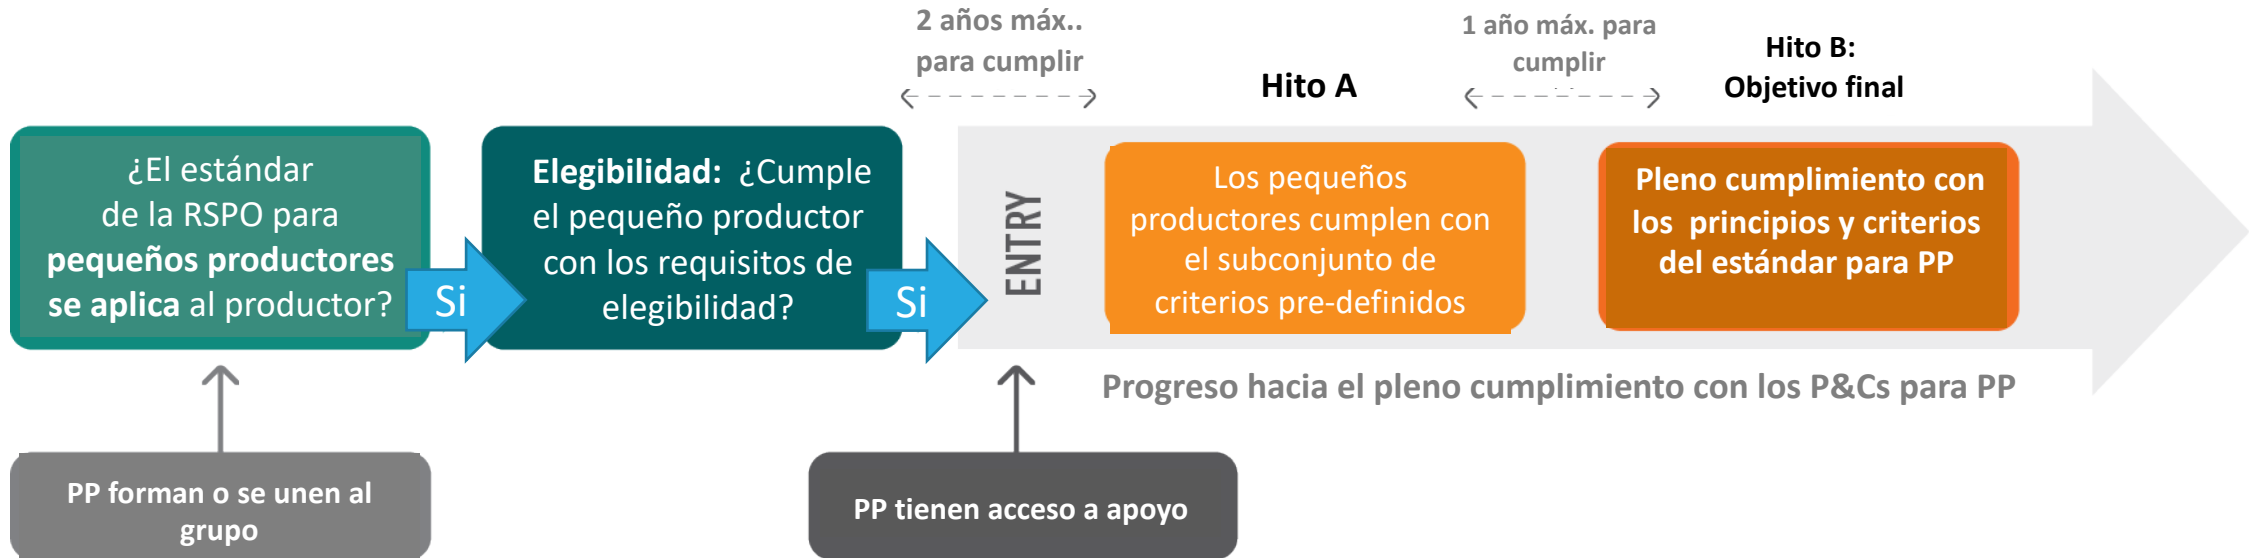 2 años máx..
para cumplir
1 año máx. para
cumplir
Hito A
Hito B:
Objetivo final
¿El estándar
de la RSPO para
pequeños productores
se aplica al productor?
Si
Elegibilidad: ¿Cumple
el pequeño productor
con los requisitos de
elegibilidad?
Si
ENTRY
Los pequeños
productores cumplen con
el subconjunto de
criterios pre-definidos
Pleno cumplimiento con
los principios y criterios
del estándar para PP
Progreso hacia el pleno cumplimiento con los P&Cs para PP
PP forman o se unen al
grupo
PP tienen acceso a apoyo